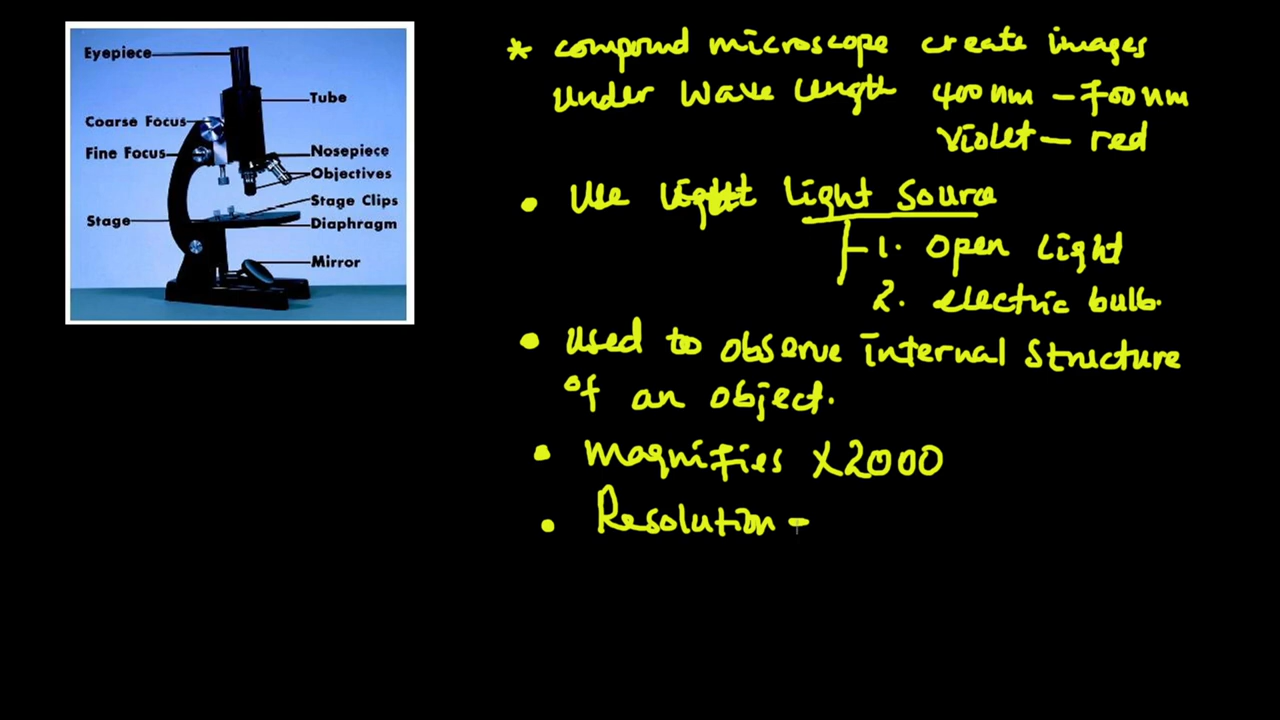 Eyepiece
Tube
Coarse Focus
Fine Focus
Nosepiece
Objectives
Stage Clips
Stage
Diaphragm
Mirror
* compound microscope create images
under wave length 400nm - 700nm
violet - red
• Use light source
1. open light
2. electric bulb.
• used to observe internal structure
of an object.
• magnifies X2000
• Resolution -